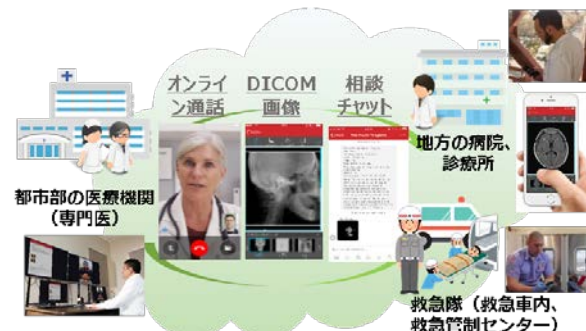 オンライ
ン通話
DICOM
画像
相談
チャット
都市部の医療機関
（専門医）
地方の病院、
診療所
救急隊（救急車内、
救急管制センター）